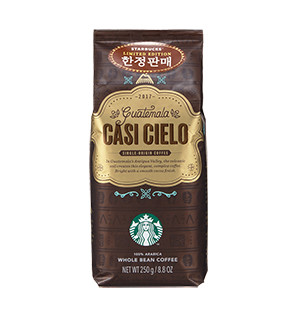 STARBUCKS
LIMITED EDITION
한정판매
2017
Guatemala
CASI CIELO
SINGLE-ORIGIN COFFEE
100% ARABICA
WHOLE BEAN COFFEE
NET WT 250 g / 8.8 OZ